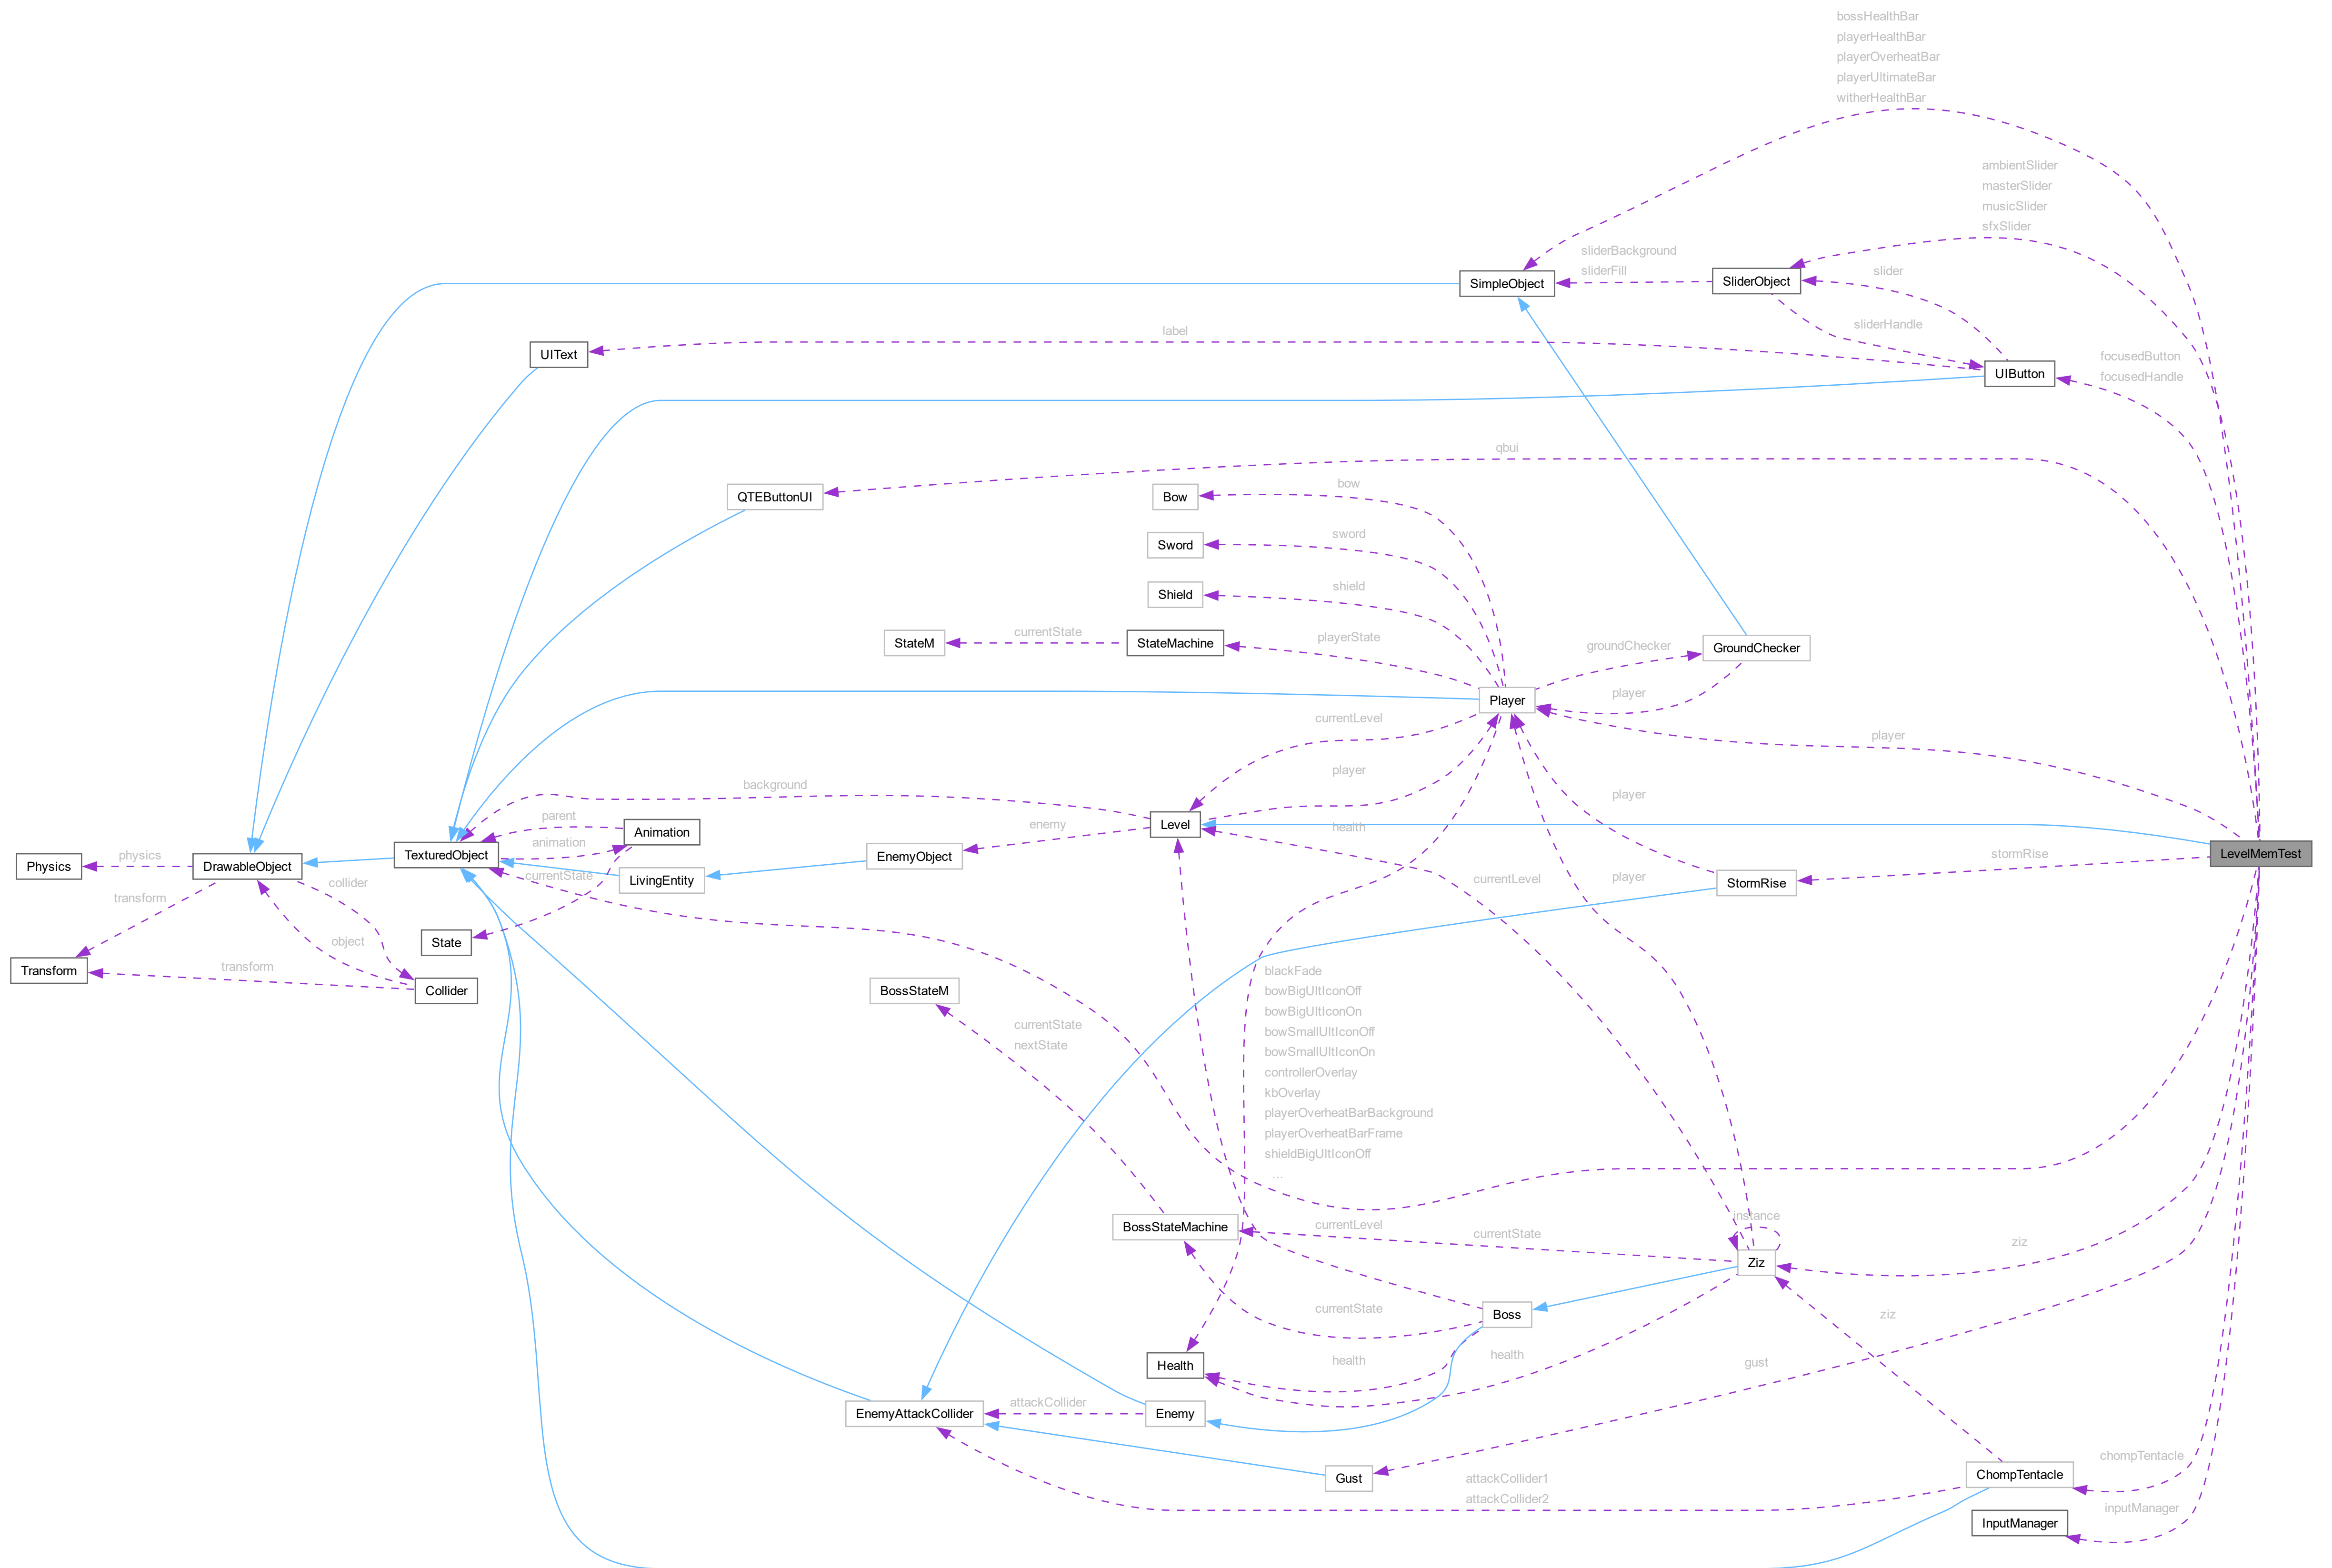 bossHealthBar
playerHealthBar
playerOverheatBar
playerUltimateBar
witherHealthBar
ambientSlider
masterSlider
musicSlider
sfxSlider
sliderBackground
sliderFill
SimpleObject
SliderObject
slider
sliderHandle
label
UIText
focusedButton
focusedHandle
UIButton
qbui
QTEButtonUI
bow
Bow
sword
Sword
shield
Shield
playerState
currentState
StateM
StateMachine
groundChecker
GroundChecker
player
Player
currentLevel
player
player
background
player
Level
enemy
health
parent
Animation
animation
TexturedObject
EnemyObject
LivingEntity
currentState
physics
Physics
DrawableObject
collider
transform
object
State
transform
Transform
Collider
LevelMemTest
stormRise
StormRise
currentLevel
player
BossStateM
currentState
nextState
blackFade
bowBigUltIconOff
bowBigUltIconOn
bowSmallUltIconOff
bowSmallUltIconOn
controllerOverlay
kbOverlay
playerOverheatBarBackground
playerOverheatBarFrame
shieldBigUltIconOff
...
BossStateMachine
currentLevel
currentState
instance
Ziz
ziz
currentState
Boss
ziz
Health
health
health
gust
EnemyAttackCollider
attackCollider
Enemy
Gust
attackCollider1
attackCollider2
chompTentacle
ChompTentacle
inputManager
InputManager